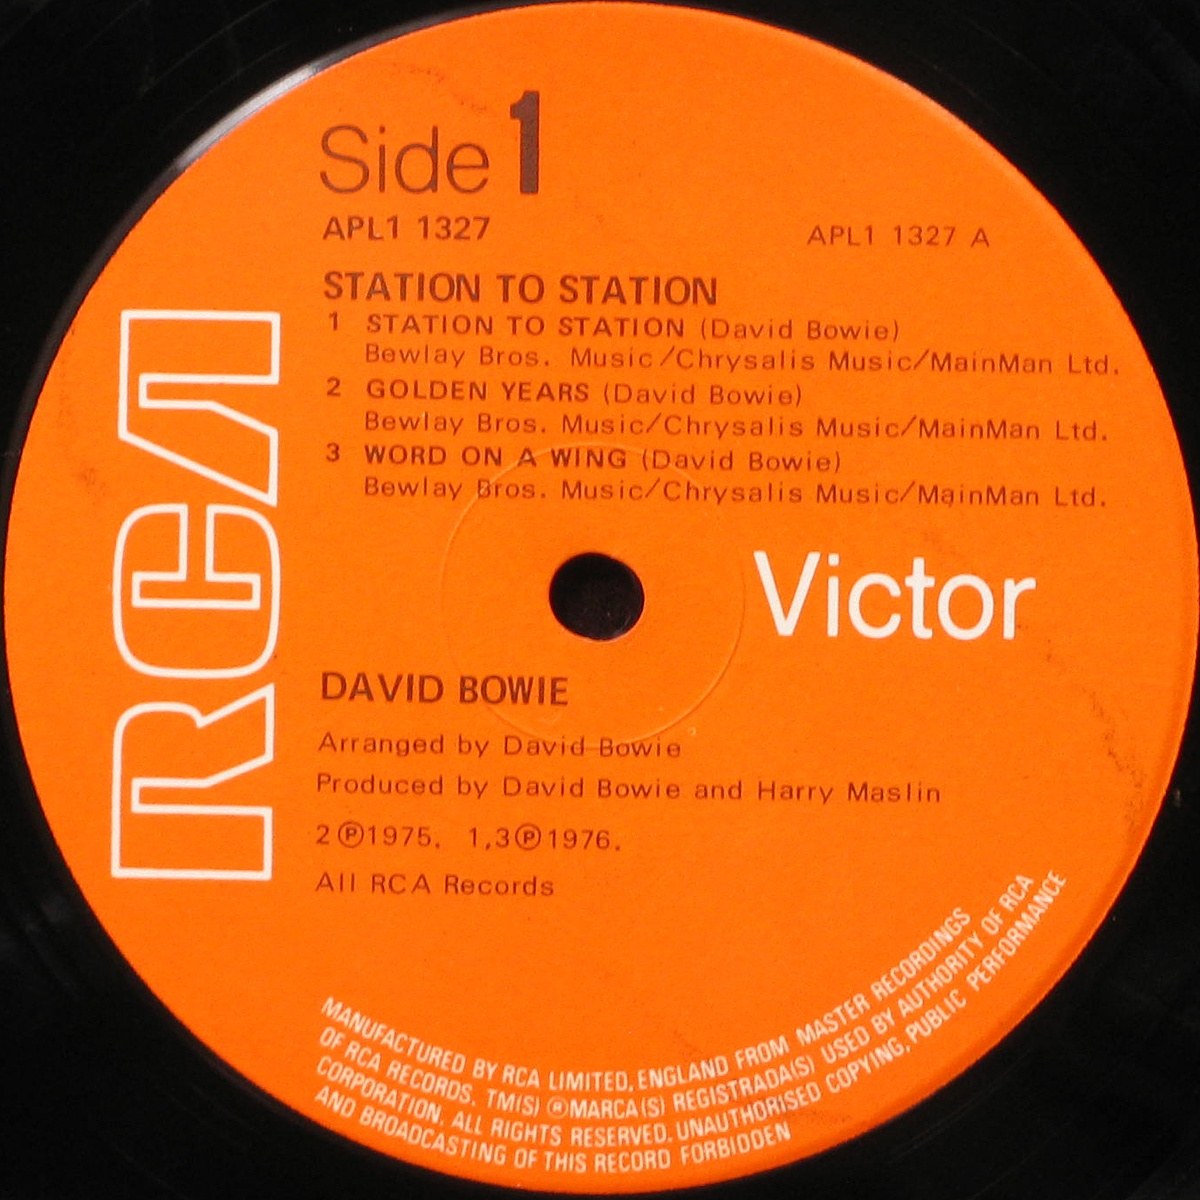 Side 1
APL1 1327
APL1 1327 A
STATION TO STATION
1 STATION TO STATION (David Bowie)
Bewlay Bros. Music/Chrysalis Music/MainMan Ltd.
2 GOLDEN YEARS (David Bowie)
Bewlay Bros. Music/Chrysalis Music/MainMan Ltd.
3 WORD ON A WING (David Bowie)
Bewlay Bros. Music/Chrysalis Music/MainMan Ltd.
RCA
Victor
DAVID BOWIE
Arranged by David Bowie
Produced by David Bowie and Harry Maslin
2 ℗ 1975. 1,3 ℗ 1976.
All RCA Records
MANUFACTURED BY RCA LIMITED, ENGLAND FROM MASTER RECORDINGS
OF RCA RECORDS. TM(S) ® MARCA(S) REGISTRADA(S) USED BY AUTHORITY OF RCA
CORPORATION. ALL RIGHTS RESERVED. UNAUTHORISED COPYING, PUBLIC PERFORMANCE
AND BROADCASTING OF THIS RECORD FORBIDDEN